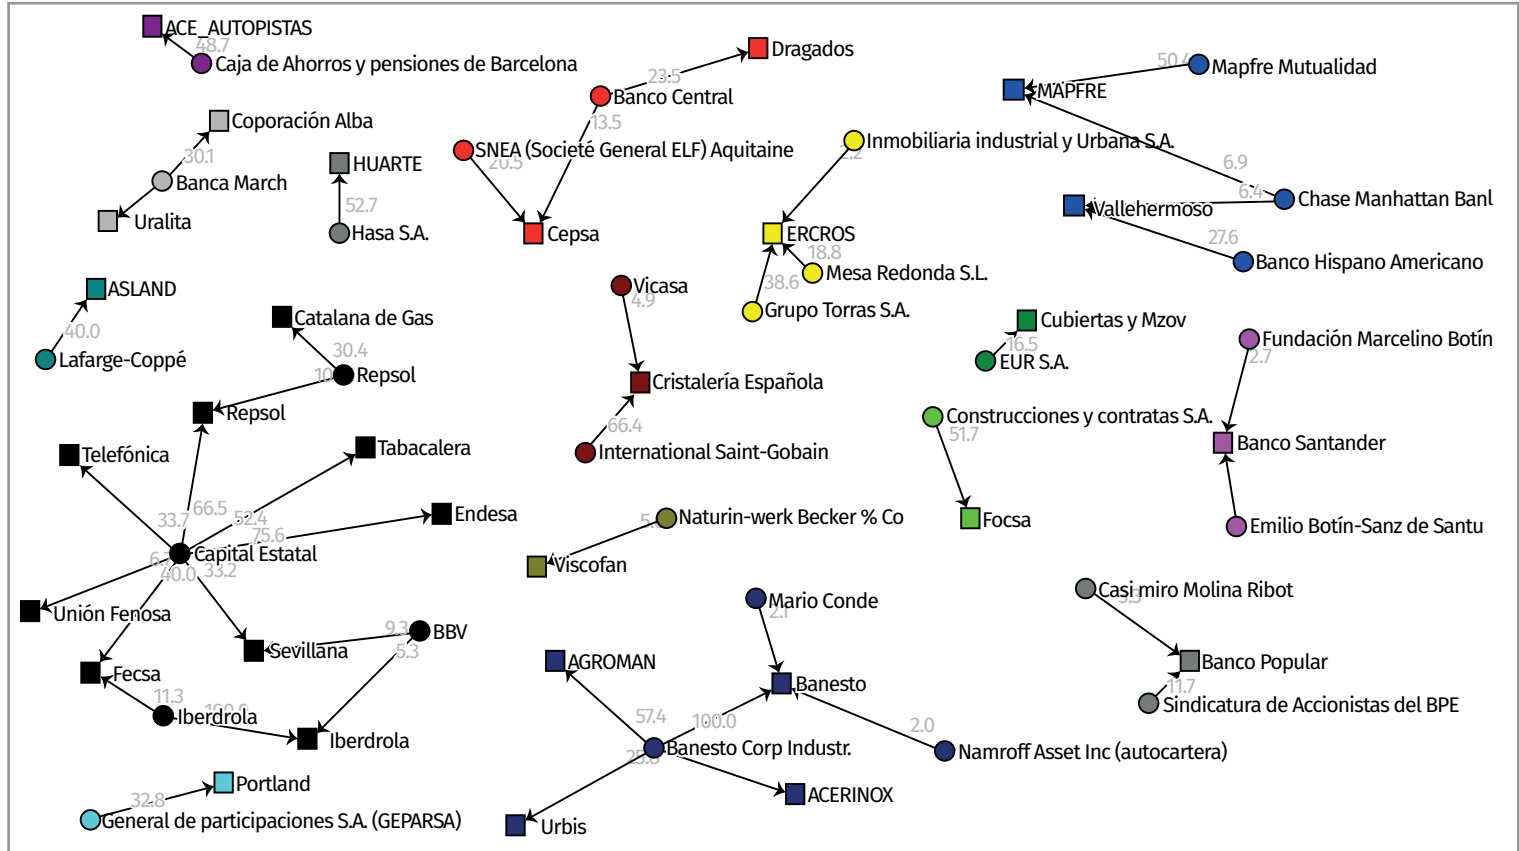 ACE_AUTOPISTAS
48.7
Caja de Ahorros y pensiones de Barcelona
Dragados
23.5
Banco Central
13.5
50.4
Mapfre Mutualidad
MAPFRE
Coporación Alba
30.1
Banca March
Uralita
HUARTE
52.7
Hasa S.A.
SNEA (Societé General ELF) Aquitaine
20.5
Cepsa
Inmobiliaria industrial y Urbana S.A.
2.2
ERCROS
18.8
Mesa Redonda S.L.
38.6
Grupo Torras S.A.
6.9
6.4
Chase Manhattan Banl
Vallehermoso
27.6
Banco Hispano Americano
ASLAND
40.0
Lafarge-Coppé
Catalana de Gas
30.4
10
Repsol
Repsol
Vicasa
4.9
Cristalería Española
66.4
International Saint-Gobain
Cubiertas y Mzov
16.5
EUR S.A.
Fundación Marcelino Botín
2.7
Construcciones y contratas S.A.
51.7
Banco Santander
Telefónica
Tabacalera
66.5
33.7
52.4
75.6
Endesa
Capital Estatal
6.7
40.0
33.2
Naturin-werk Becker % Co
Viscofan
Focsa
Emilio Botín-Sanz de Santu
Unión Fenosa
9.3
BBV
5.3
Sevillana
Fecsa
11.3
Iberdrola
Iberdrola
Mario Conde
2.1
AGROMAN
Banesto
57.4
100.0
Banesto Corp Industr.
2.0
Namroff Asset Inc (autocartera)
ACERINOX
Urbis
Casimiro Molina Ribot
Banco Popular
11.7
Sindicatura de Accionistas del BPE
Portland
32.8
General de participaciones S.A. (GEPARSA)